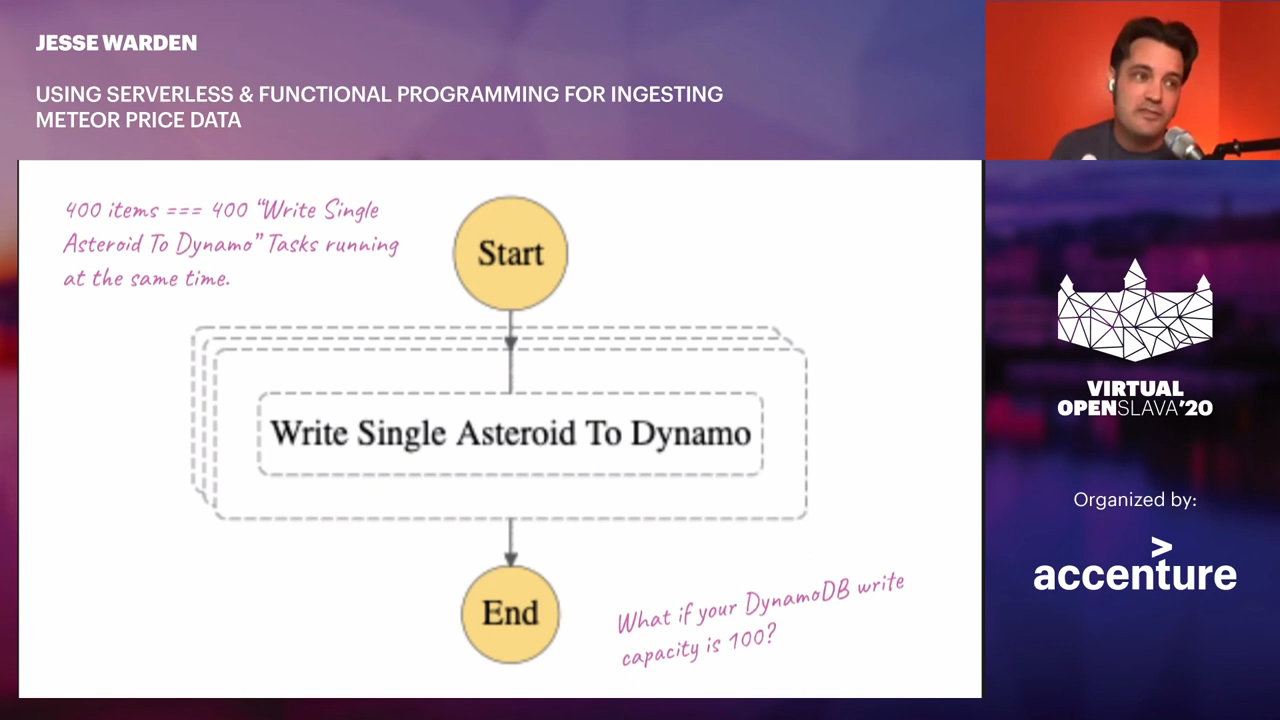 JESSE WARDEN
USING SERVERLESS & FUNCTIONAL PROGRAMMING FOR INGESTING
METEOR PRICE DATA
400 items === 400 “Write Single
Asteroid To Dynamo” Tasks running
at the same time.
Start
Write Single Asteroid To Dynamo
End
What if your DynamoDB write
capacity is 100?
VIRTUAL
OPENSLAVA'20
Organized by:
accenture